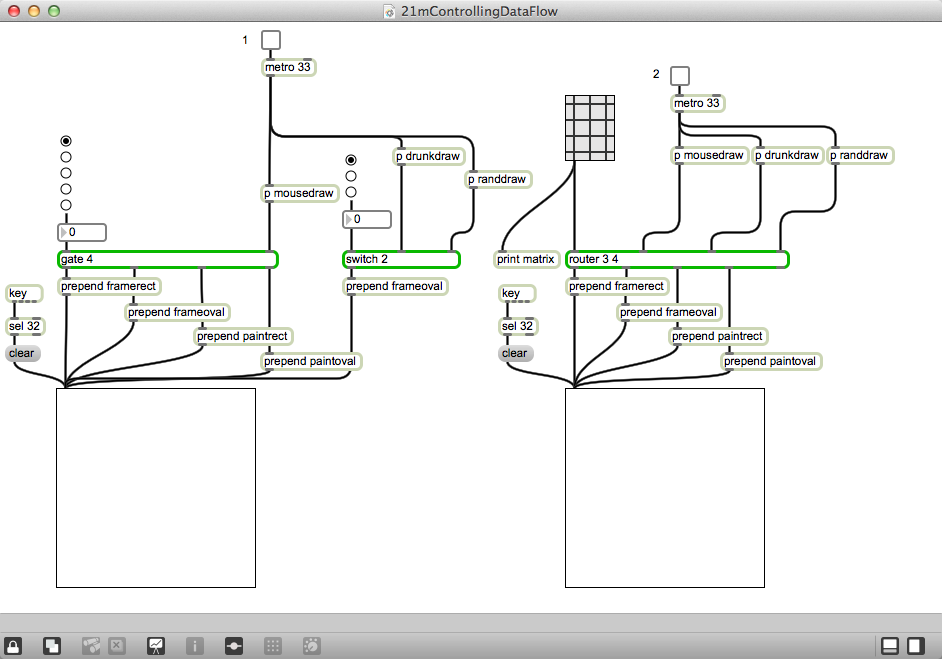 21mControllingDataFlow
1
metro 33
2
metro 33
p drunkdraw
p mousedraw
p drunkdraw
p randdraw
p randdraw
p mousedraw
0
0
gate 4
switch 2
print matrix
router 3 4
prepend framerect
prepend frameoval
prepend framerect
key
key
prepend frameoval
prepend frameoval
sel 32
sel 32
prepend paintrect
prepend paintrect
clear
clear
prepend paintoval
prepend paintoval